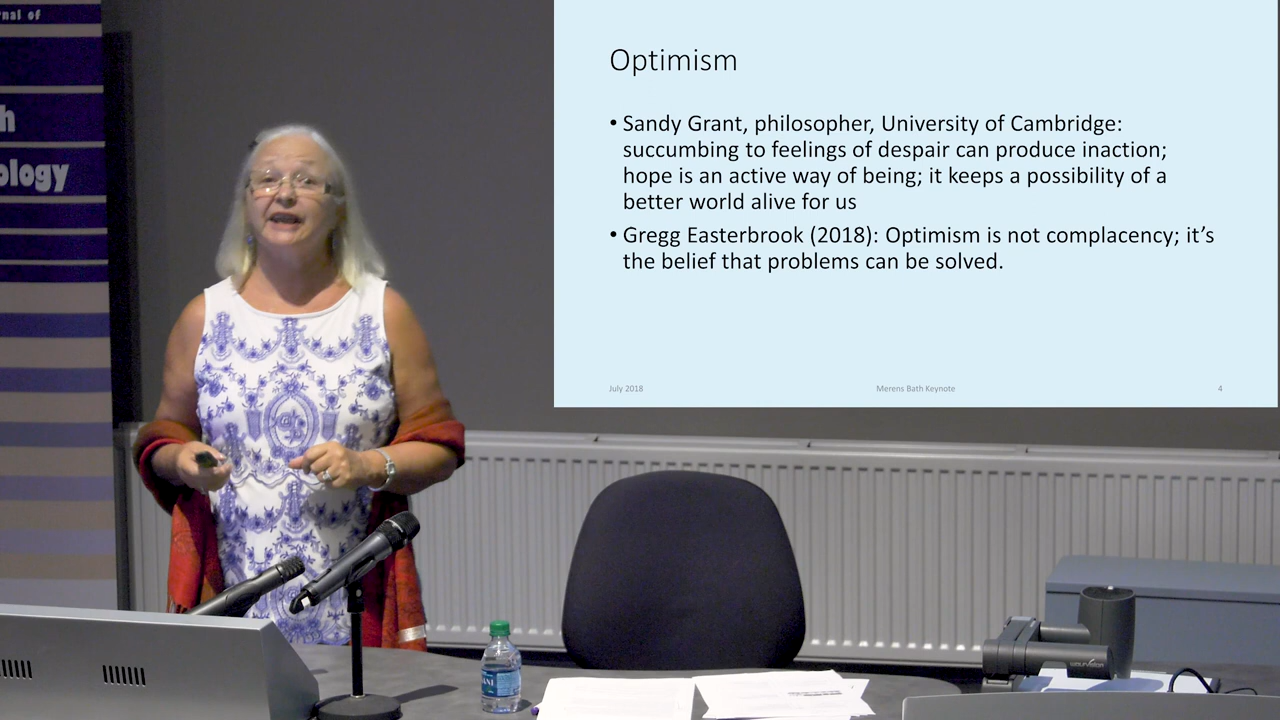 nal of
h
ology
Optimism
• Sandy Grant, philosopher, University of Cambridge:
succumbing to feelings of despair can produce inaction;
hope is an active way of being; it keeps a possibility of a
better world alive for us
• Gregg Easterbrook (2018): Optimism is not complacency; it’s
the belief that problems can be solved.
July 2018
Merens Bath Keynote
4
wolfvision